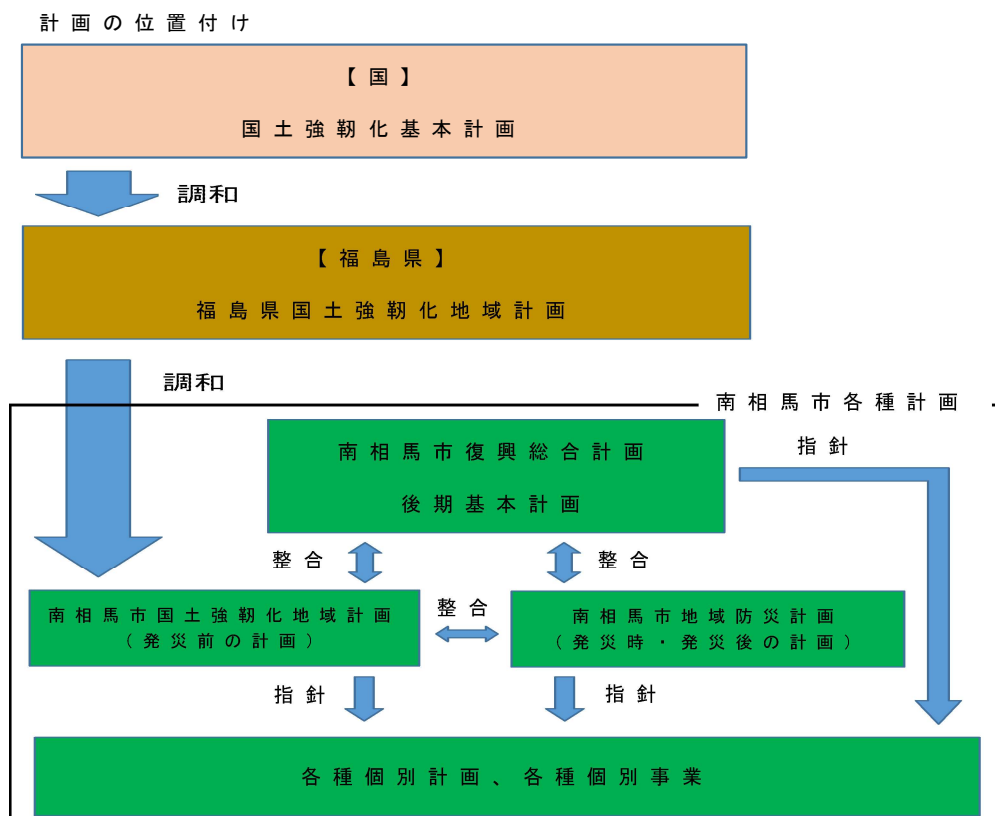 計画の位置付け
【国】
国土強靭化基本計画
調和
【福島県】
福島県国土強靭化地域計画
調和
南相馬市各種計画
指針
南相馬市復興総合計画
後期基本計画
整合
整合
南相馬市国土強靭化地域計画
(発災前の計画)
整合
南相馬市地域防災計画
(発災時・発災後の計画)
指針
指針
各種個別計画、各種個別事業